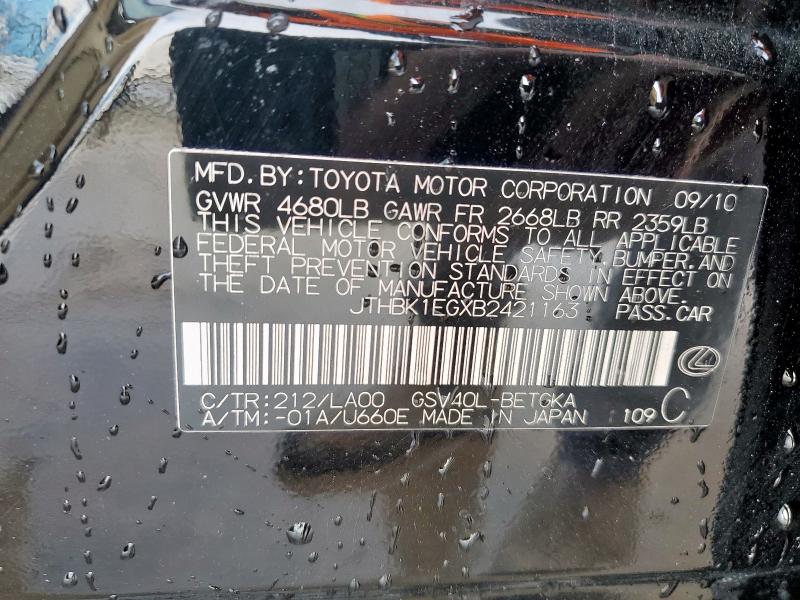 MFD. BY: TOYOTA MOTOR CORPORATION 09/10
GVWR 4680LB GAWR FR 2668LB RR 2359LB
THIS VEHICLE CONFORMS TO ALL APPLICABLE
FEDERAL MOTOR VEHICLE SAFETY, BUMPER, AND
THEFT PREVENTION STANDARDS IN EFFECT ON
THE DATE OF MANUFACTURE SHOWN ABOVE.
JTHBK1EGXB2421163 PASS.CAR
C/TR:212/LA00 GSV40L-BETGKA
A/TM:-01A/U660E MADE IN JAPAN 109 C